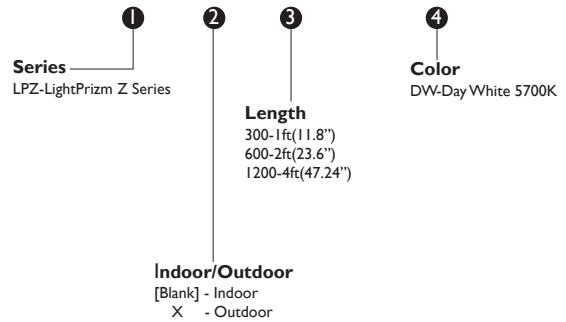 1 2 3 4
Series
LPZ-LightPrizm Z Series
Color
DW-Day White 5700K
Length
300-1ft(11.8”)
600-2ft(23.6”)
1200-4ft(47.24”)
Indoor/Outdoor
[Blank] - Indoor
X - Outdoor